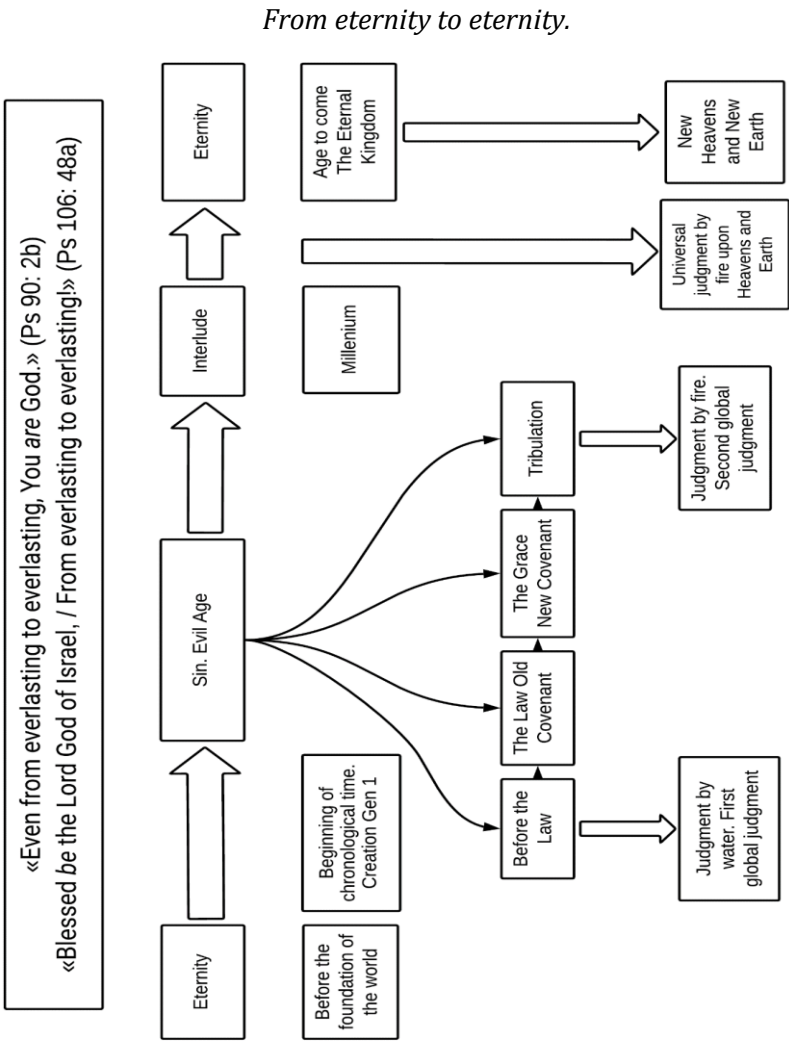 From eternity to eternity.
«Even from everlasting to everlasting, You are God.» (Ps 90: 2b)
«Blessed be the Lord God of Israel, / From everlasting to everlasting!» (Ps 106: 48a)
Eternity
Sin. Evil Age
Interlude
Eternity
Before the
foundation of
the world
Beginning of
chronological time.
Creation Gen 1
Millenium
Age to come
The Eternal
Kingdom
Before the
Law
The Law Old
Covenant
The Grace
New Covenant
Tribulation
Judgment by
water. First
global judgment
Judgment by fire.
Second global
judgment
Universal
judgment by
fire upon
Heavens and
Earth
New
Heavens
and New
Earth